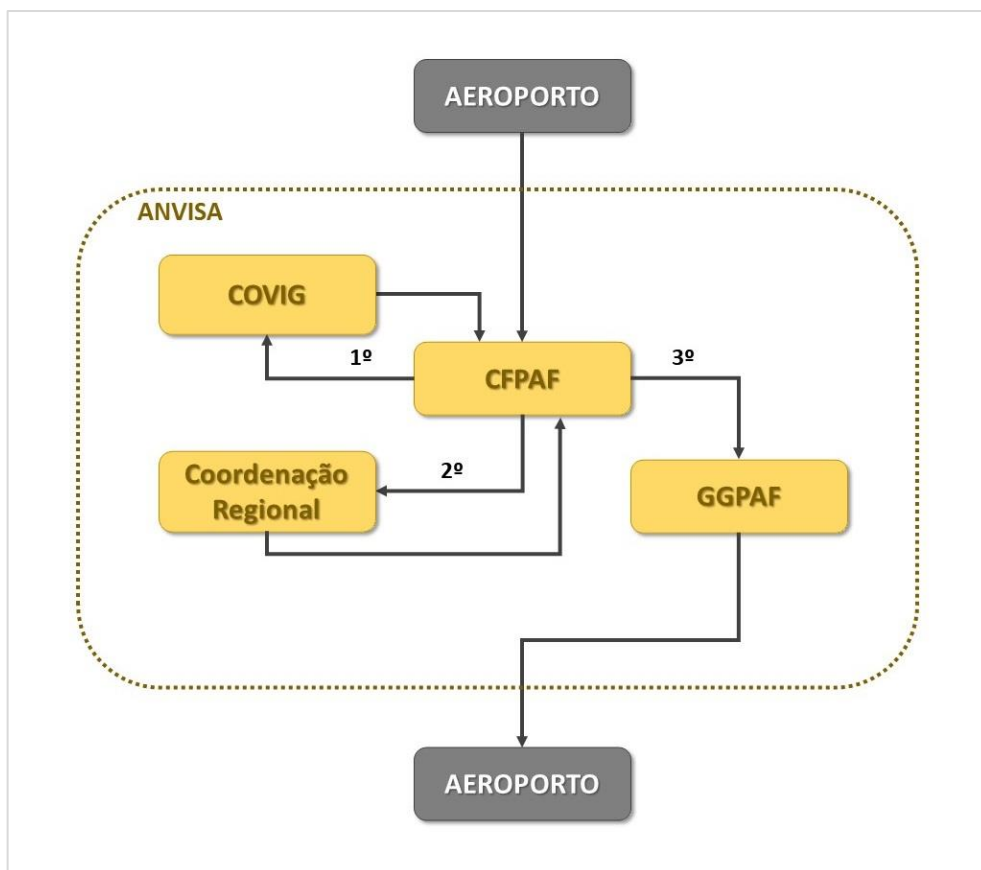 AEROPORTO
ANVISA
COVIG
1º
CFPAF
3º
Coordenação
Regional
2º
GGPAF
AEROPORTO